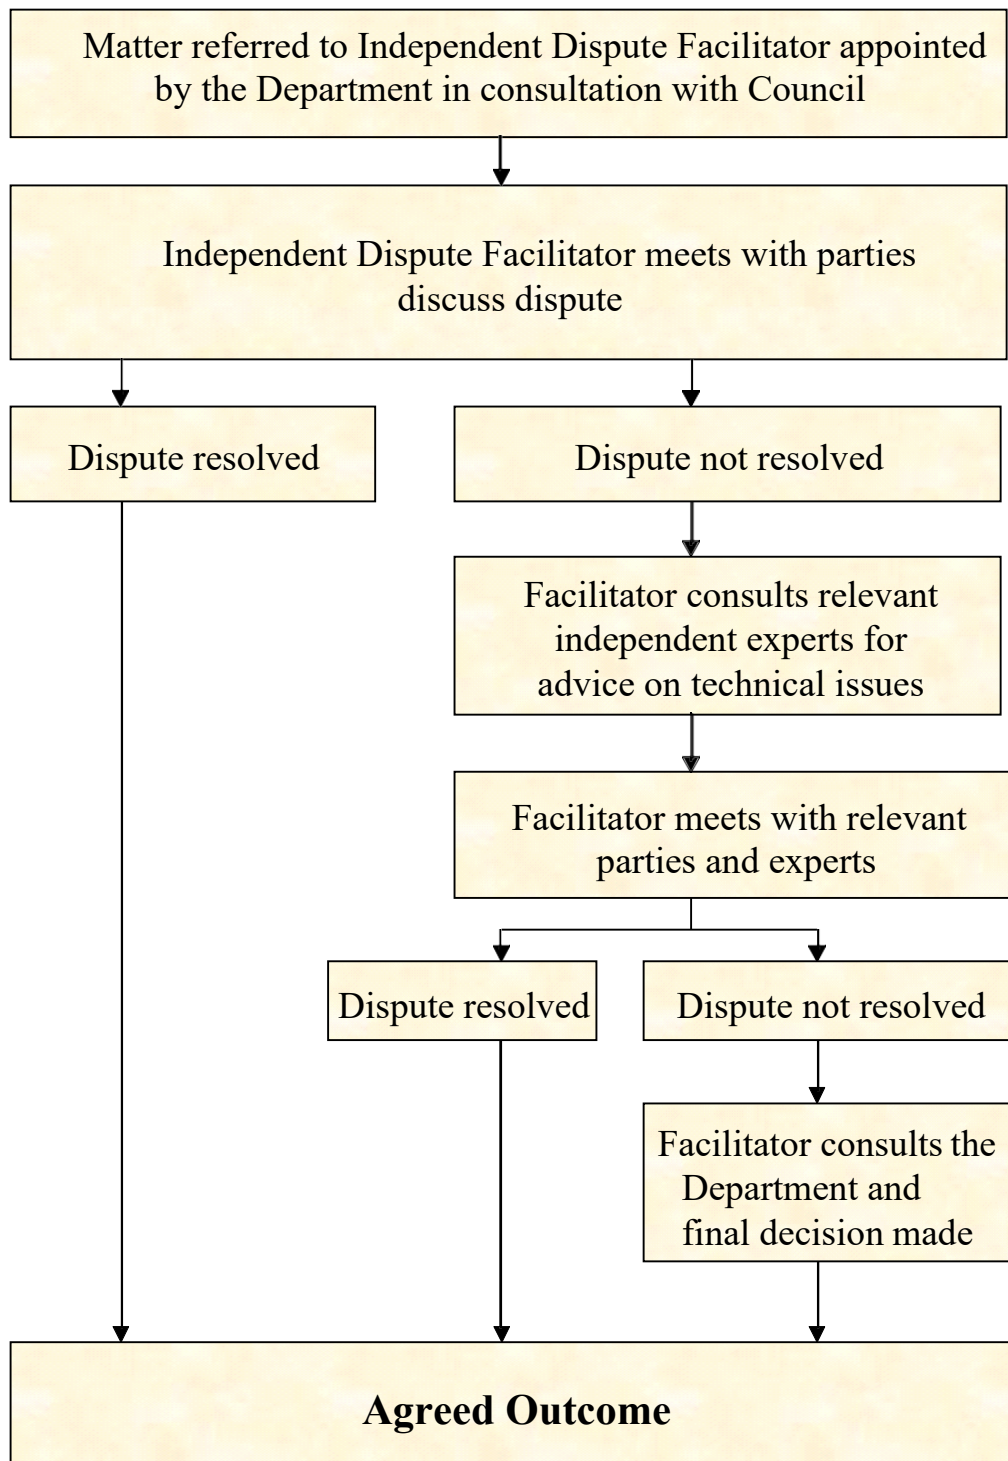 Matter referred to Independent Dispute Facilitator appointed
by the Department in consultation with Council
Independent Dispute Facilitator meets with parties
discuss dispute
Dispute resolved
Dispute not resolved
Facilitator consults relevant
independent experts for
advice on technical issues
Facilitator meets with relevant
parties and experts
Dispute resolved
Dispute not resolved
Facilitator consults the
Department and
final decision made
Agreed Outcome